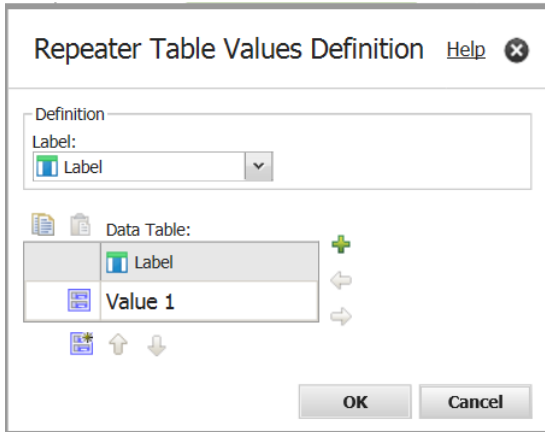 Repeater Table Values Definition Help
Definition
Label:
Label
Data Table:
Label
Value 1
OK Cancel